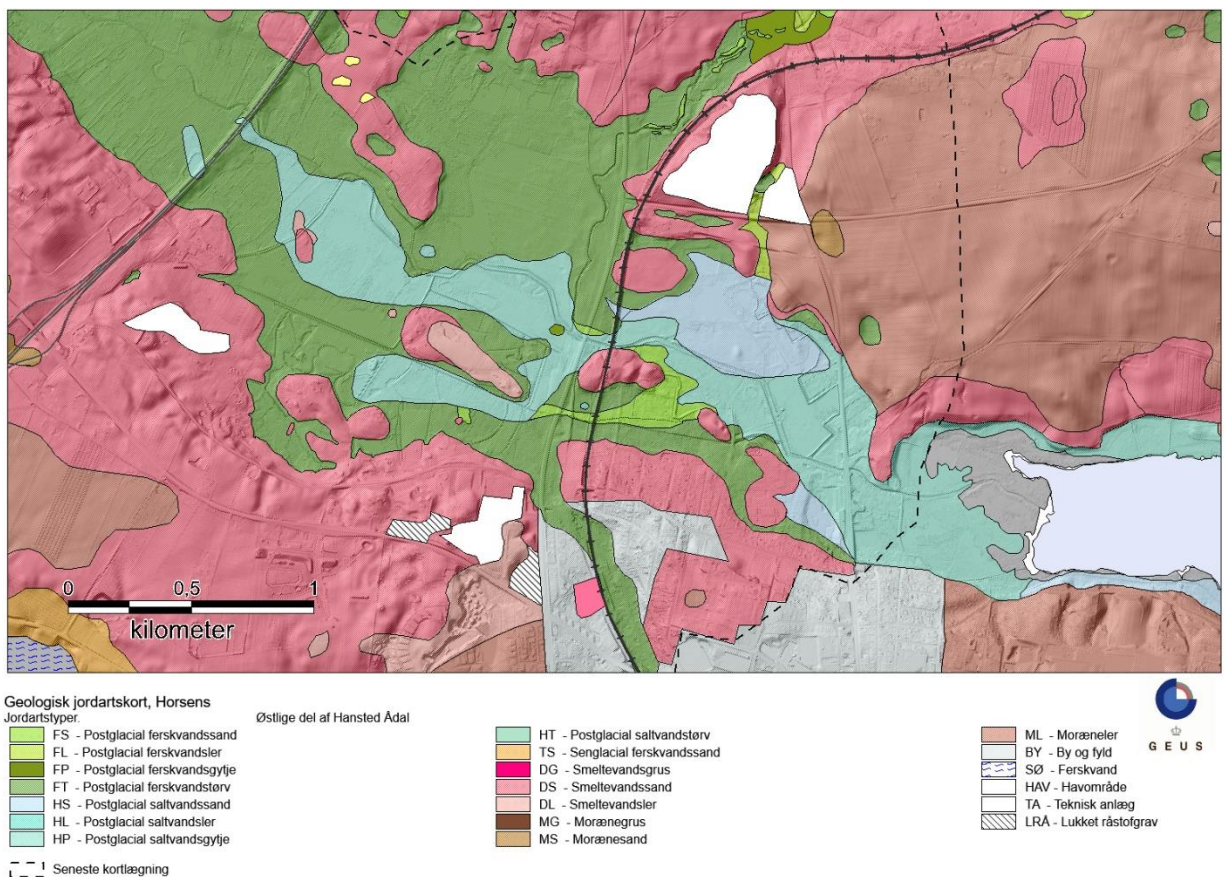 0 0,5 1
kilometer
Geologisk jordartskort, Horsens
Jordartstyper.
Østlige del af Hansted Ådal
FS - Postglacial ferskvandssand
FL - Postglacial ferskvandsler
FP - Postglacial ferskvandsgytje
FT - Postglacial ferskvandstørv
HS - Postglacial saltvandssand
HL - Postglacial saltvandsler
HP - Postglacial saltvandsgytje
Seneste kortlægning
HT - Postglacial saltvandstørv
TS - Senglacial ferskvandssand
DG - Smeltevandsgrus
DS - Smeltevandssand
DL - Smeltevandsler
MG - Morænegrus
MS - Morænesand
ML - Moræneler
BY - By og fyld
SØ - Ferskvand
HAV - Havområde
TA - Teknisk anlæg
LRÅ - Lukket råstofgrav
GEUS